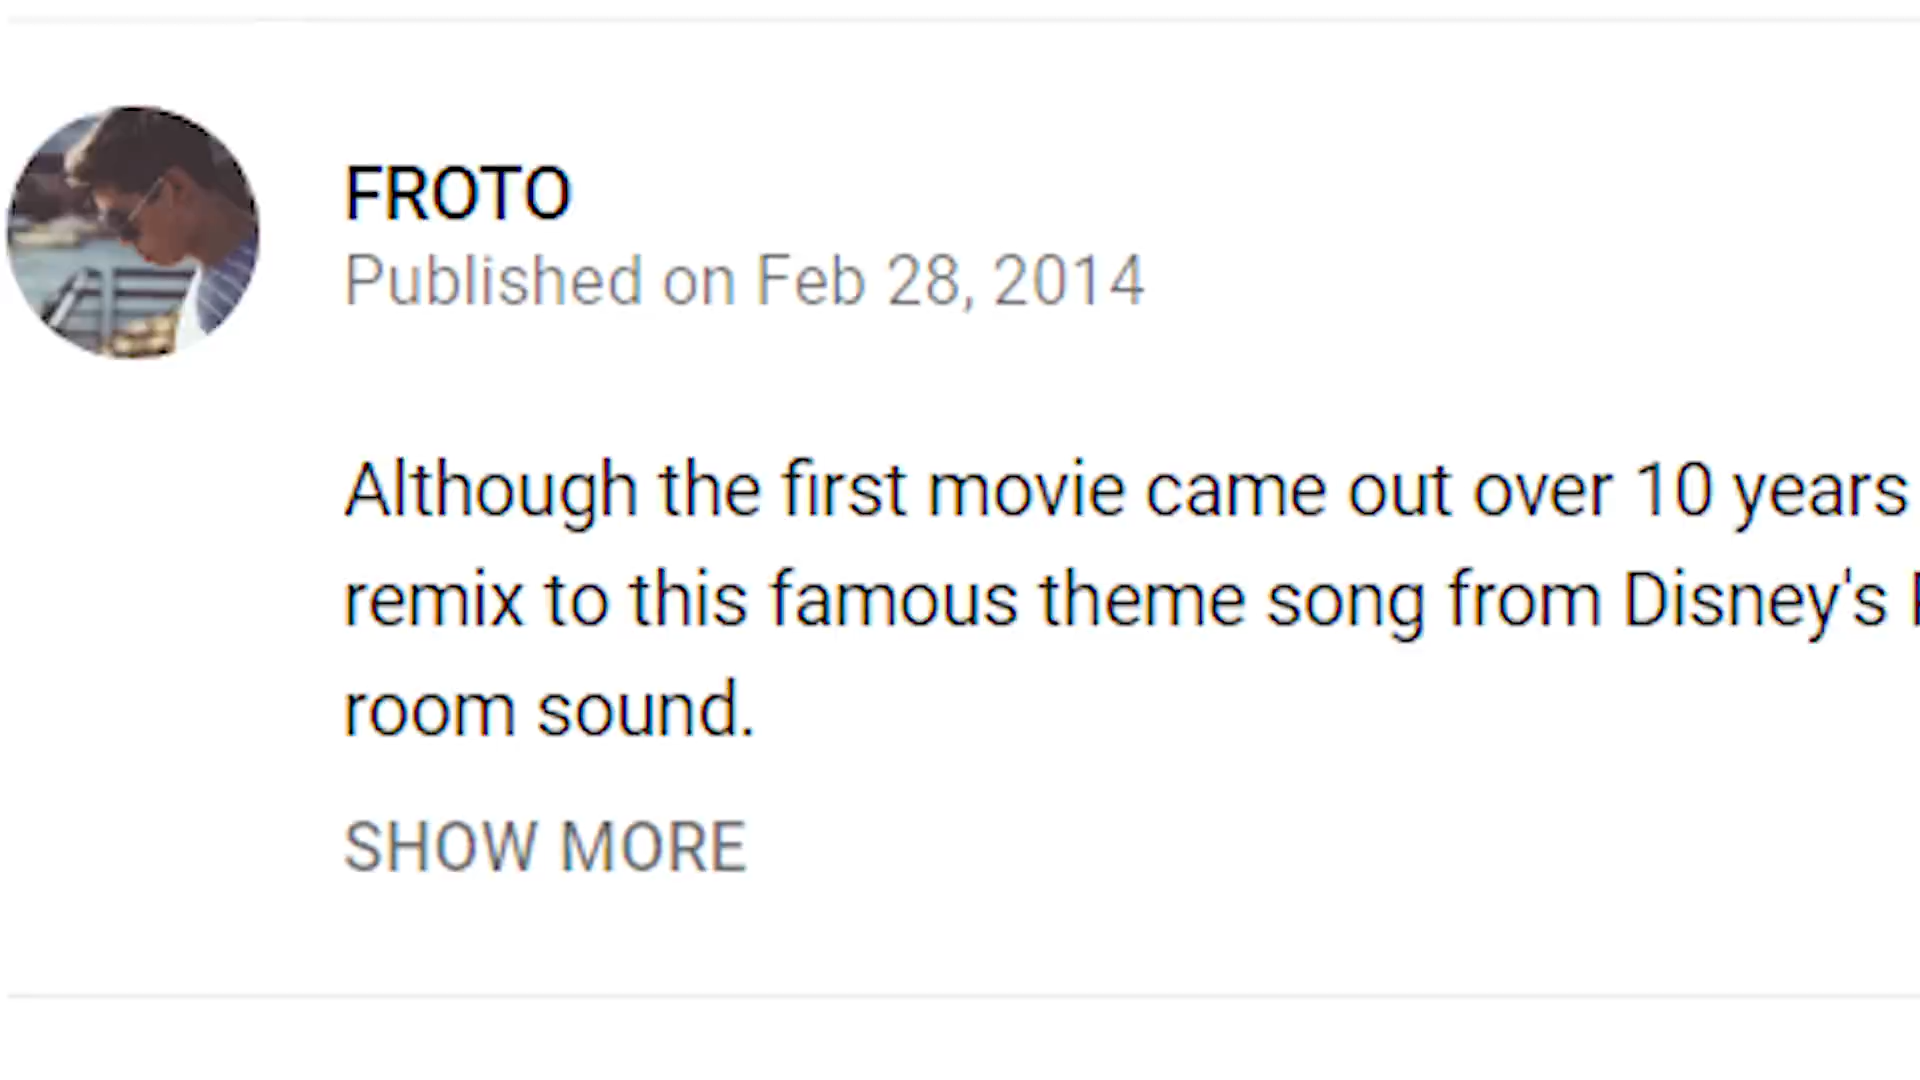 FROTO
Published on Feb 28, 2014
Although the first movie came out over 10 years
remix to this famous theme song from Disney's
room sound.
SHOW MORE